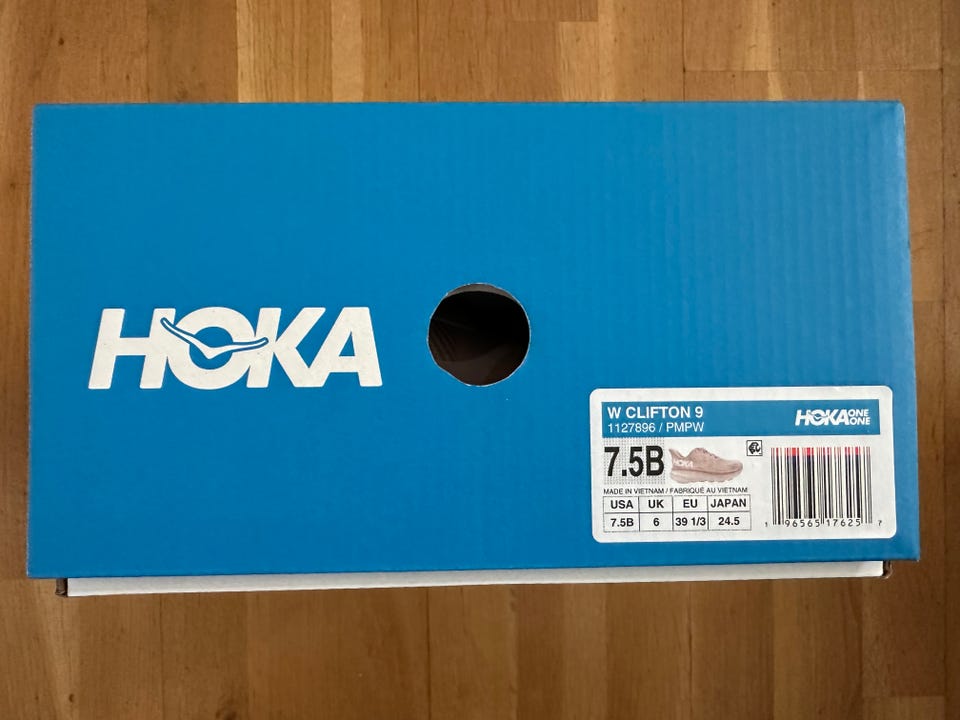 HOKA
W CLIFTON 9
HOKA ONE ONE
1127896 / PMPW
7.5B
HOKA
MADE IN VIETNAM / FABRIQUÉ AU VIETNAM
USA UK EU JAPAN
7.5B 6 39 1/3 24.5
1 96565 17625 7